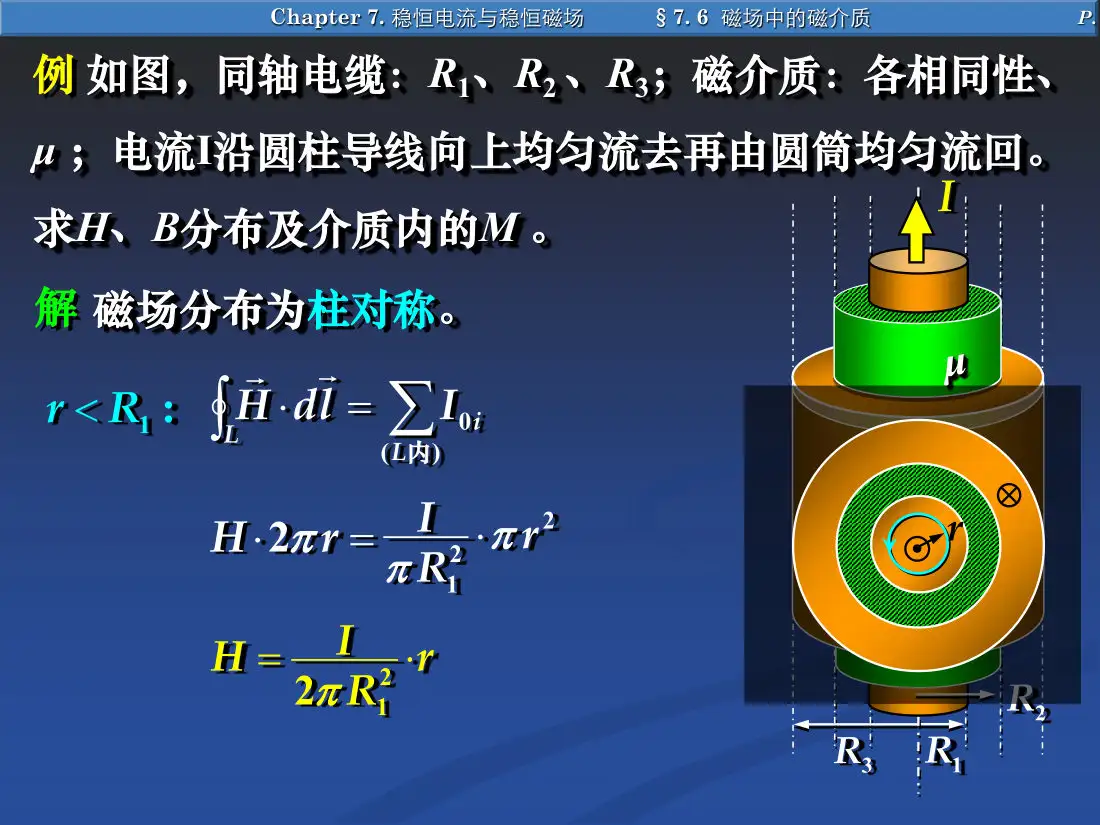 Chapter 7. 稳恒电流与稳恒磁场 §7.6 磁场中的磁介质 P.
例 如图，同轴电缆：R₁、R₂、R₃；磁介质：各相同性、
μ；电流I沿圆柱导线向上均匀流去再由圆筒均匀流回。
求H、B分布及介质内的M。
解 磁场分布为柱对称。
r < R₁ : ∮_L H⃗ · dl⃗ = ∑_(L内) I₀ᵢ
H · 2πr = I / (πR₁²) · πr²
H = I / (2πR₁²) · r
I
μ
r
R₂
R₃ R₁